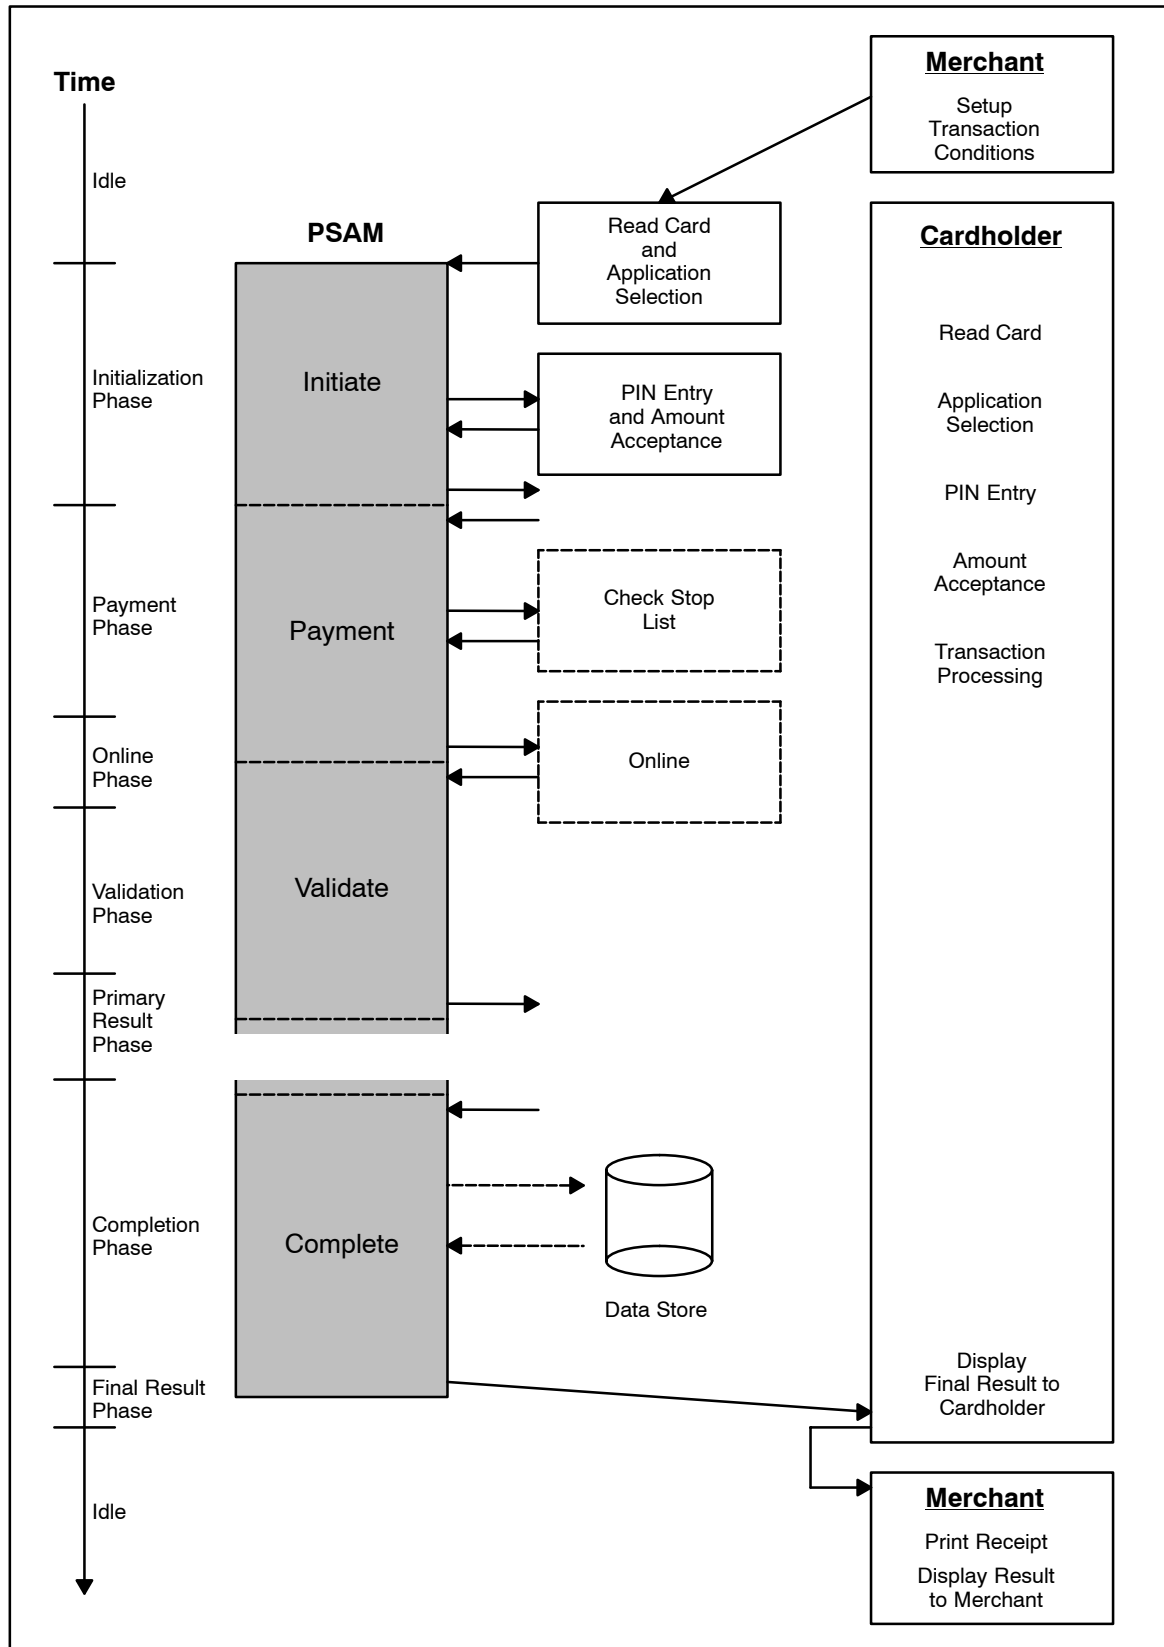 Time
Idle
Initialization
Phase
Payment
Phase
Online
Phase
Validation
Phase
Primary
Result
Phase
Completion
Phase
Final Result
Phase
Idle
PSAM
Initiate
Payment
Validate
Complete
Read Card
and
Application
Selection
PIN Entry
and Amount
Acceptance
Check Stop
List
Online
Data Store
Merchant
Setup
Transaction
Conditions
Cardholder
Read Card
Application
Selection
PIN Entry
Amount
Acceptance
Transaction
Processing
Display
Final Result to
Cardholder
Merchant
Print Receipt
Display Result
to Merchant